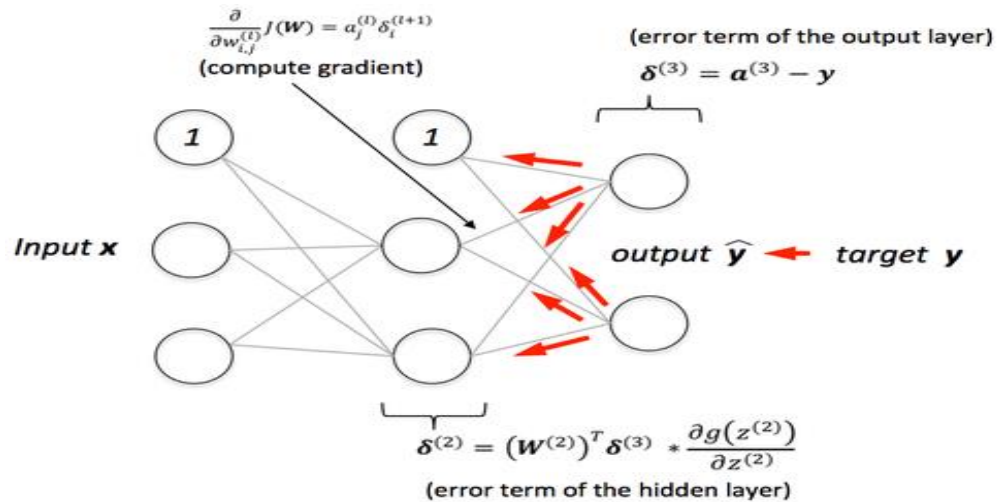 ∂/∂w_{i,j}^{(l)} J(W) = a_j^{(l)} δ_i^{(l+1)}
(compute gradient)
(error term of the output layer)
δ^{(3)} = a^{(3)} − y
1
1
Input x
output ŷ
target y
δ^{(2)} = (W^{(2)})^T δ^{(3)} * ∂g(z^{(2)})/∂z^{(2)}
(error term of the hidden layer)